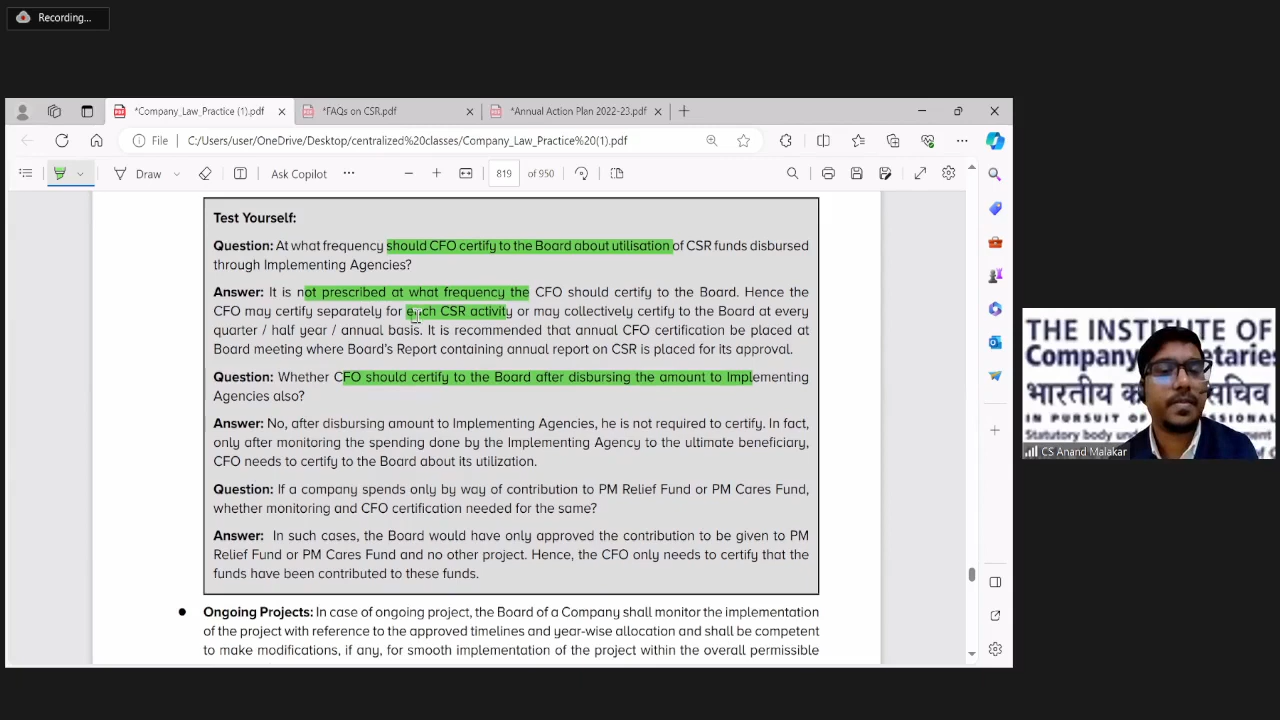 Recording...
*Company_Law_Practice (1).pdf
*FAQs on CSR.pdf
*Annual Action Plan 2022-23.pdf
File
C:/Users/user/OneDrive/Desktop/centralized%20classes/Company_Law_Practice%20(1).pdf
Draw
Ask Copilot
819 of 950
Test Yourself:
Question: At what frequency should CFO certify to the Board about utilisation of CSR funds disbursed
through Implementing Agencies?
Answer: It is not prescribed at what frequency the CFO should certify to the Board. Hence the
CFO may certify separately for each CSR activity or may collectively certify to the Board at every
quarter / half year / annual basis. It is recommended that annual CFO certification be placed at
Board meeting where Board's Report containing annual report on CSR is placed for its approval.
Question: Whether CFO should certify to the Board after disbursing the amount to Implementing
Agencies also?
Answer: No, after disbursing amount to Implementing Agencies, he is not required to certify. In fact,
only after monitoring the spending done by the Implementing Agency to the ultimate beneficiary,
CFO needs to certify to the Board about its utilization.
Question: If a company spends only by way of contribution to PM Relief Fund or PM Cares Fund,
whether monitoring and CFO certification needed for the same?
Answer: In such cases, the Board would have only approved the contribution to be given to PM
Relief Fund or PM Cares Fund and no other project. Hence, the CFO only needs to certify that the
funds have been contributed to these funds.
● Ongoing Projects: In case of ongoing project, the Board of a Company shall monitor the implementation
of the project with reference to the approved timelines and year-wise allocation and shall be competent
to make modifications, if any, for smooth implementation of the project within the overall permissible
THE INSTITUTE OF
Company
भारतीय सचिव
IN PURSUIT OF
Statutory body
CS Anand Malakar